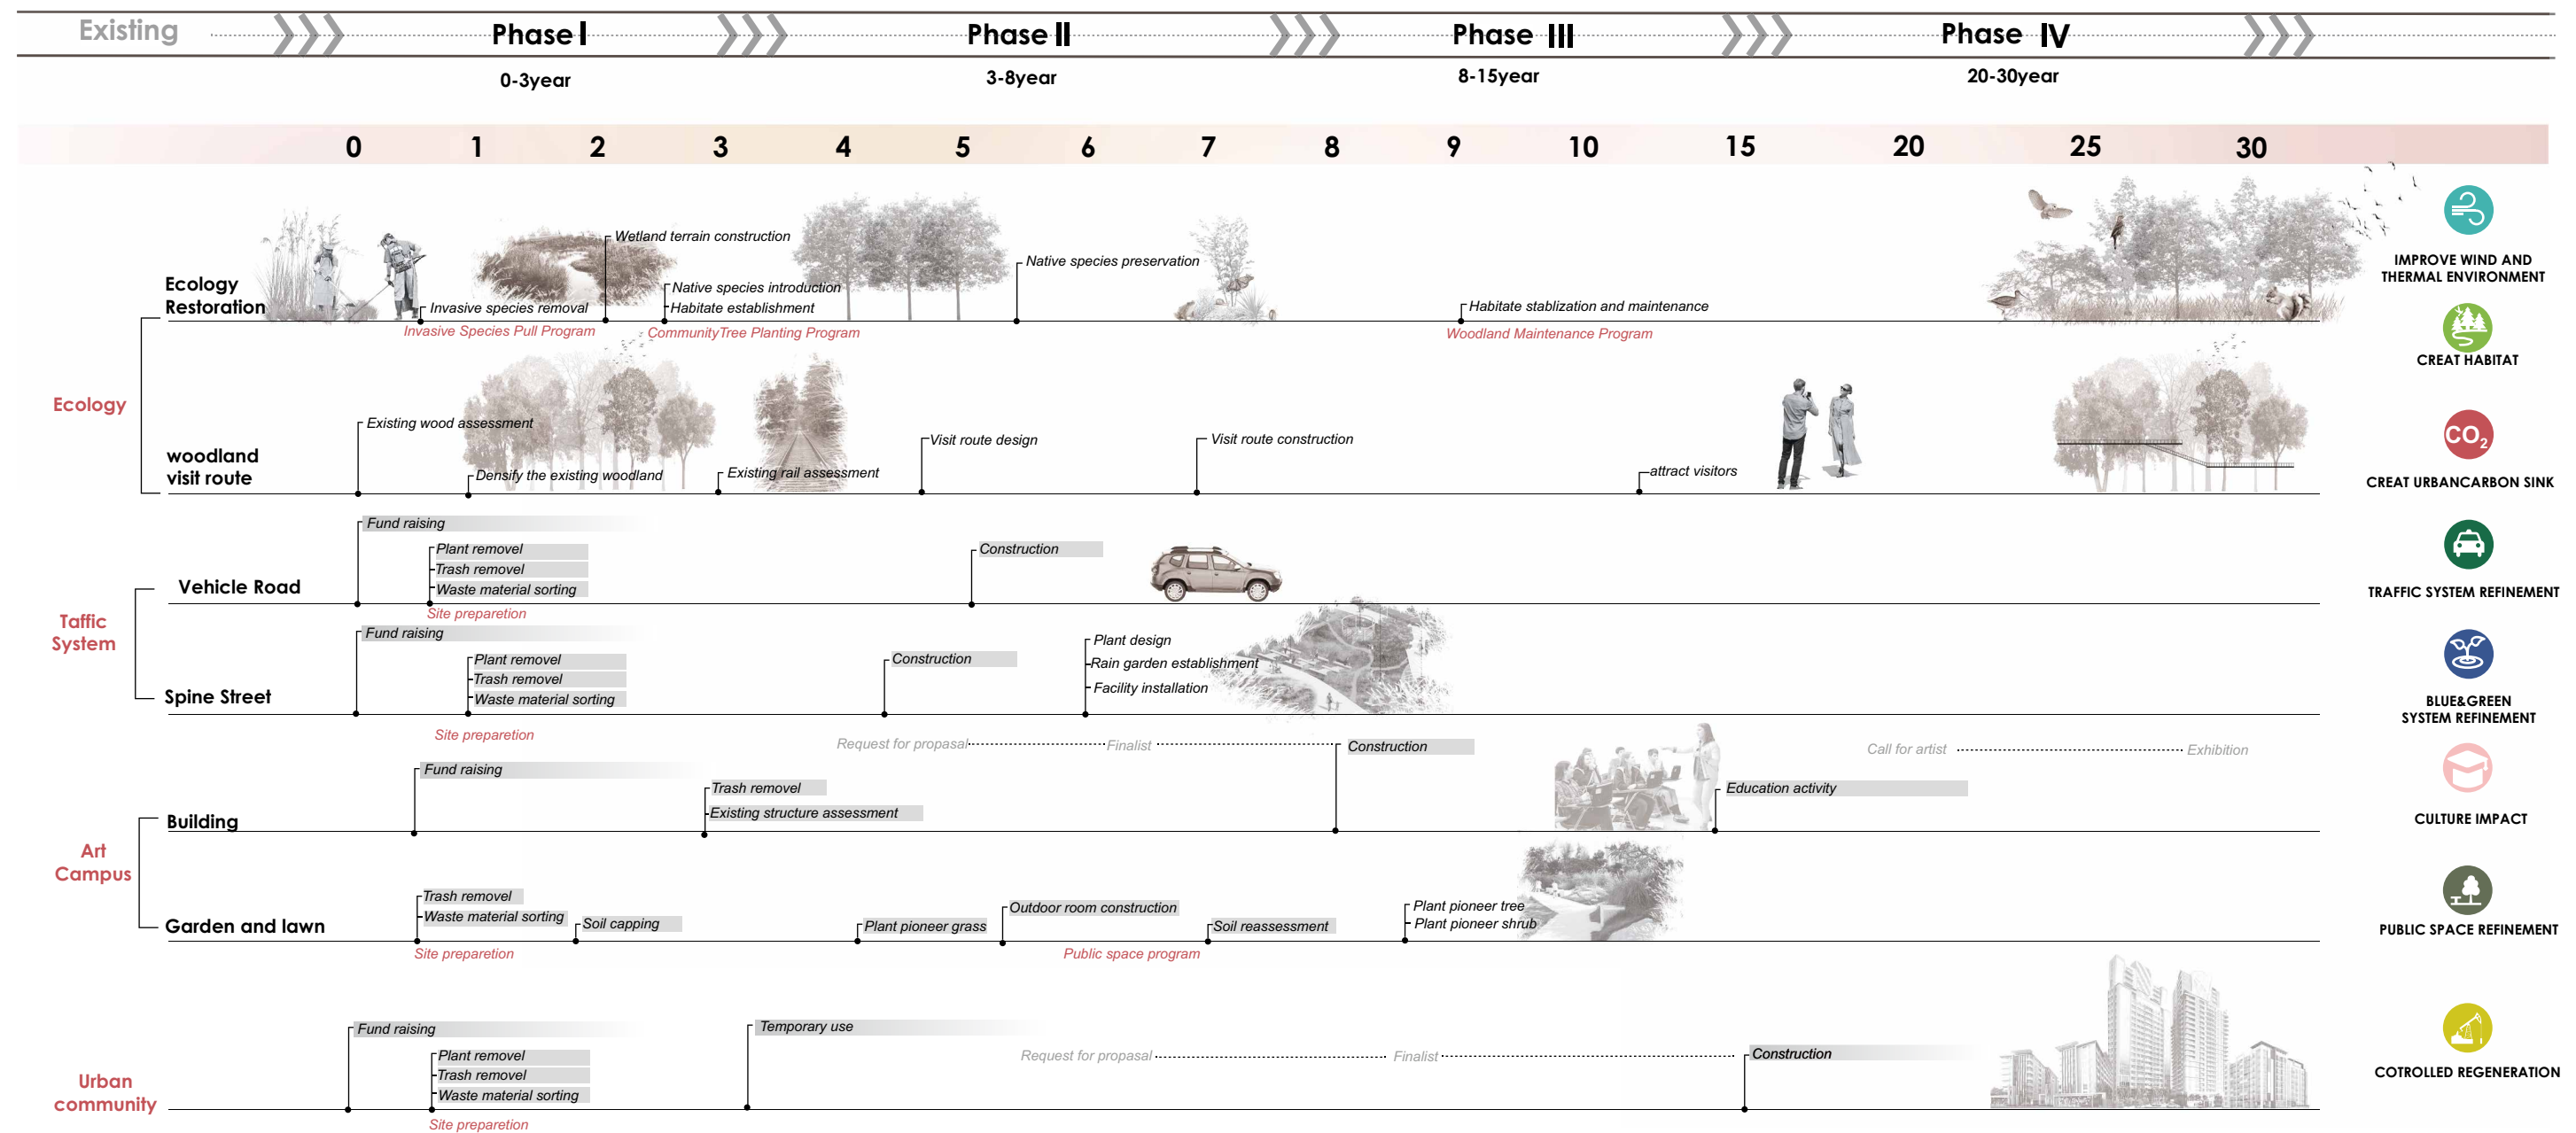 Existing
Phase I
Phase II
Phase III
Phase IV
0-3year
3-8year
8-15year
20-30year
0 1 2 3 4 5 6 7 8 9 10 15 20 25 30
Ecology
Ecology
Restoration
Invasive species removal
Invasive Species Pull Program
Wetland terrain construction
Native species introduction
Habitate establishment
CommunityTree Planting Program
Native species preservation
Habitate stablization and maintenance
Woodland Maintenance Program
woodland
visit route
Existing wood assessment
Densify the existing woodland
Existing rail assessment
Visit route design
Visit route construction
attract visitors
Taffic
System
Vehicle Road
Fund raising
Plant removel
Trash removel
Waste material sorting
Site preparetion
Construction
Spine Street
Fund raising
Plant removel
Trash removel
Waste material sorting
Site preparetion
Construction
Plant design
Rain garden establishment
Facility installation
Art
Campus
Building
Fund raising
Trash removel
Existing structure assessment
Request for propasal
Finalist
Construction
Education activity
Call for artist
Exhibition
Garden and lawn
Trash removel
Waste material sorting
Site preparetion
Soil capping
Plant pioneer grass
Outdoor room construction
Public space program
Soil reassessment
Plant pioneer tree
Plant pioneer shrub
Urban
community
Fund raising
Plant removel
Trash removel
Waste material sorting
Site preparetion
Temporary use
Request for propasal
Finalist
Construction
IMPROVE WIND AND
THERMAL ENVIRONMENT
CREAT HABITAT
CO2
CREAT URBANCARBON SINK
TRAFFIC SYSTEM REFINEMENT
BLUE&GREEN
SYSTEM REFINEMENT
CULTURE IMPACT
PUBLIC SPACE REFINEMENT
COTROLLED REGENERATION